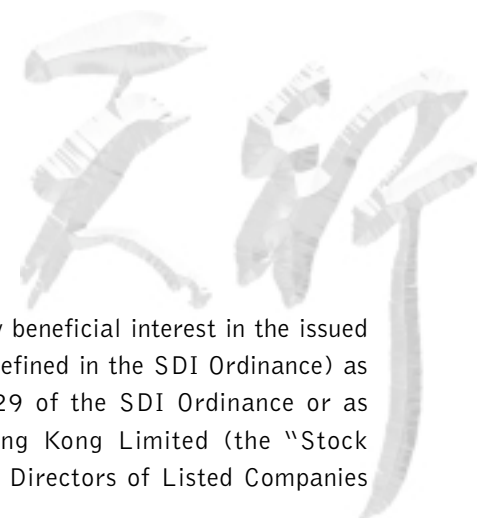 y beneficial interest in the issued
efined in the SDI Ordinance) as
29 of the SDI Ordinance or as
ng Kong Limited (the “Stock
Directors of Listed Companies